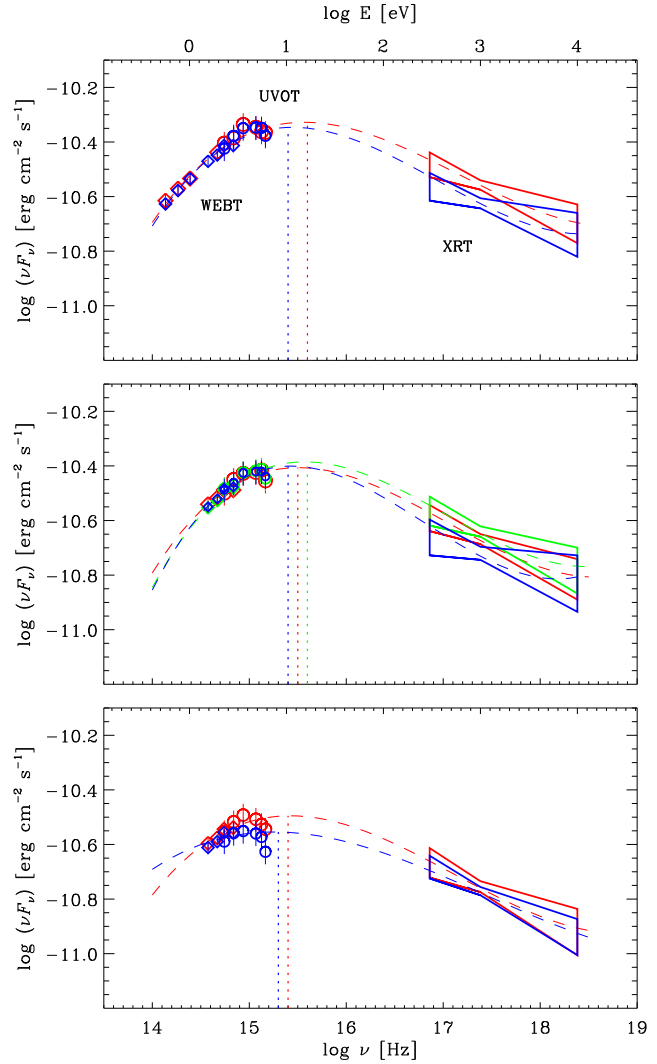 log E [eV]
0 1 2 3 4
−10.2
−10.4
−10.6
−10.8
−11.0
log (νFν) [erg cm−2 s−1]
UVOT
WEBT
XRT
−10.2
−10.4
−10.6
−10.8
−11.0
log (νFν) [erg cm−2 s−1]
−10.2
−10.4
−10.6
−10.8
−11.0
log (νFν) [erg cm−2 s−1]
14 15 16 17 18 19
log ν [Hz]